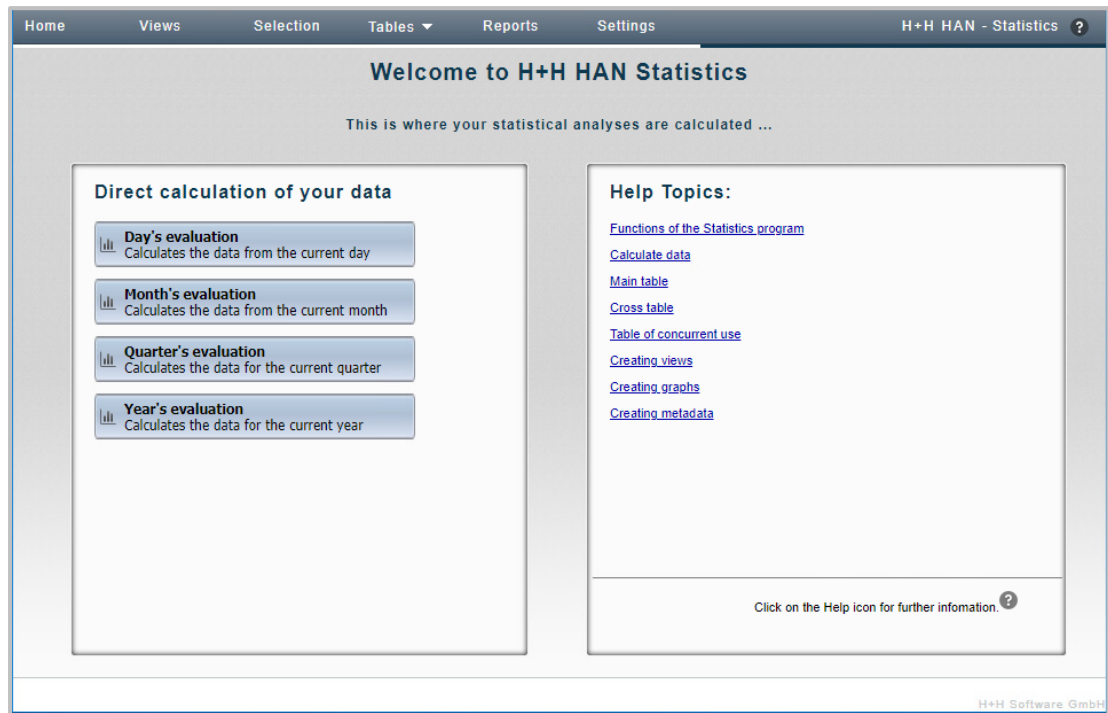 Home Views Selection Tables Reports Settings H+H HAN - Statistics ?
Welcome to H+H HAN Statistics
This is where your statistical analyses are calculated ...
Direct calculation of your data
Day's evaluation
Calculates the data from the current day
Month's evaluation
Calculates the data from the current month
Quarter's evaluation
Calculates the data for the current quarter
Year's evaluation
Calculates the data for the current year
Help Topics:
Functions of the Statistics program
Calculate data
Main table
Cross table
Table of concurrent use
Creating views
Creating graphs
Creating metadata
Click on the Help icon for further infomation. ?
H+H Software GmbH